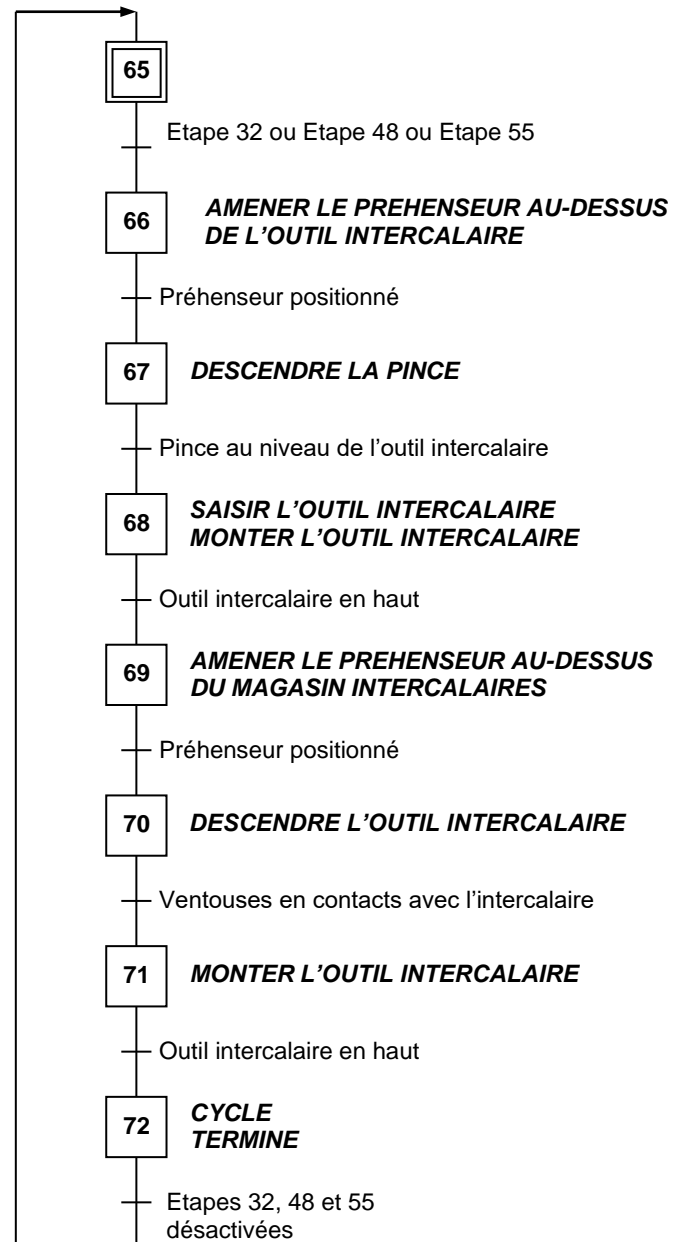 65
Etape 32 ou Etape 48 ou Etape 55
66
AMENER LE PREHENSEUR AU-DESSUS
DE L’OUTIL INTERCALAIRE
Préhenseur positionné
67
DESCENDRE LA PINCE
Pince au niveau de l’outil intercalaire
68
SAISIR L’OUTIL INTERCALAIRE
MONTER L’OUTIL INTERCALAIRE
Outil intercalaire en haut
69
AMENER LE PREHENSEUR AU-DESSUS
DU MAGASIN INTERCALAIRES
Préhenseur positionné
70
DESCENDRE L’OUTIL INTERCALAIRE
Ventouses en contacts avec l’intercalaire
71
MONTER L’OUTIL INTERCALAIRE
Outil intercalaire en haut
72
CYCLE
TERMINE
Etapes 32, 48 et 55
désactivées